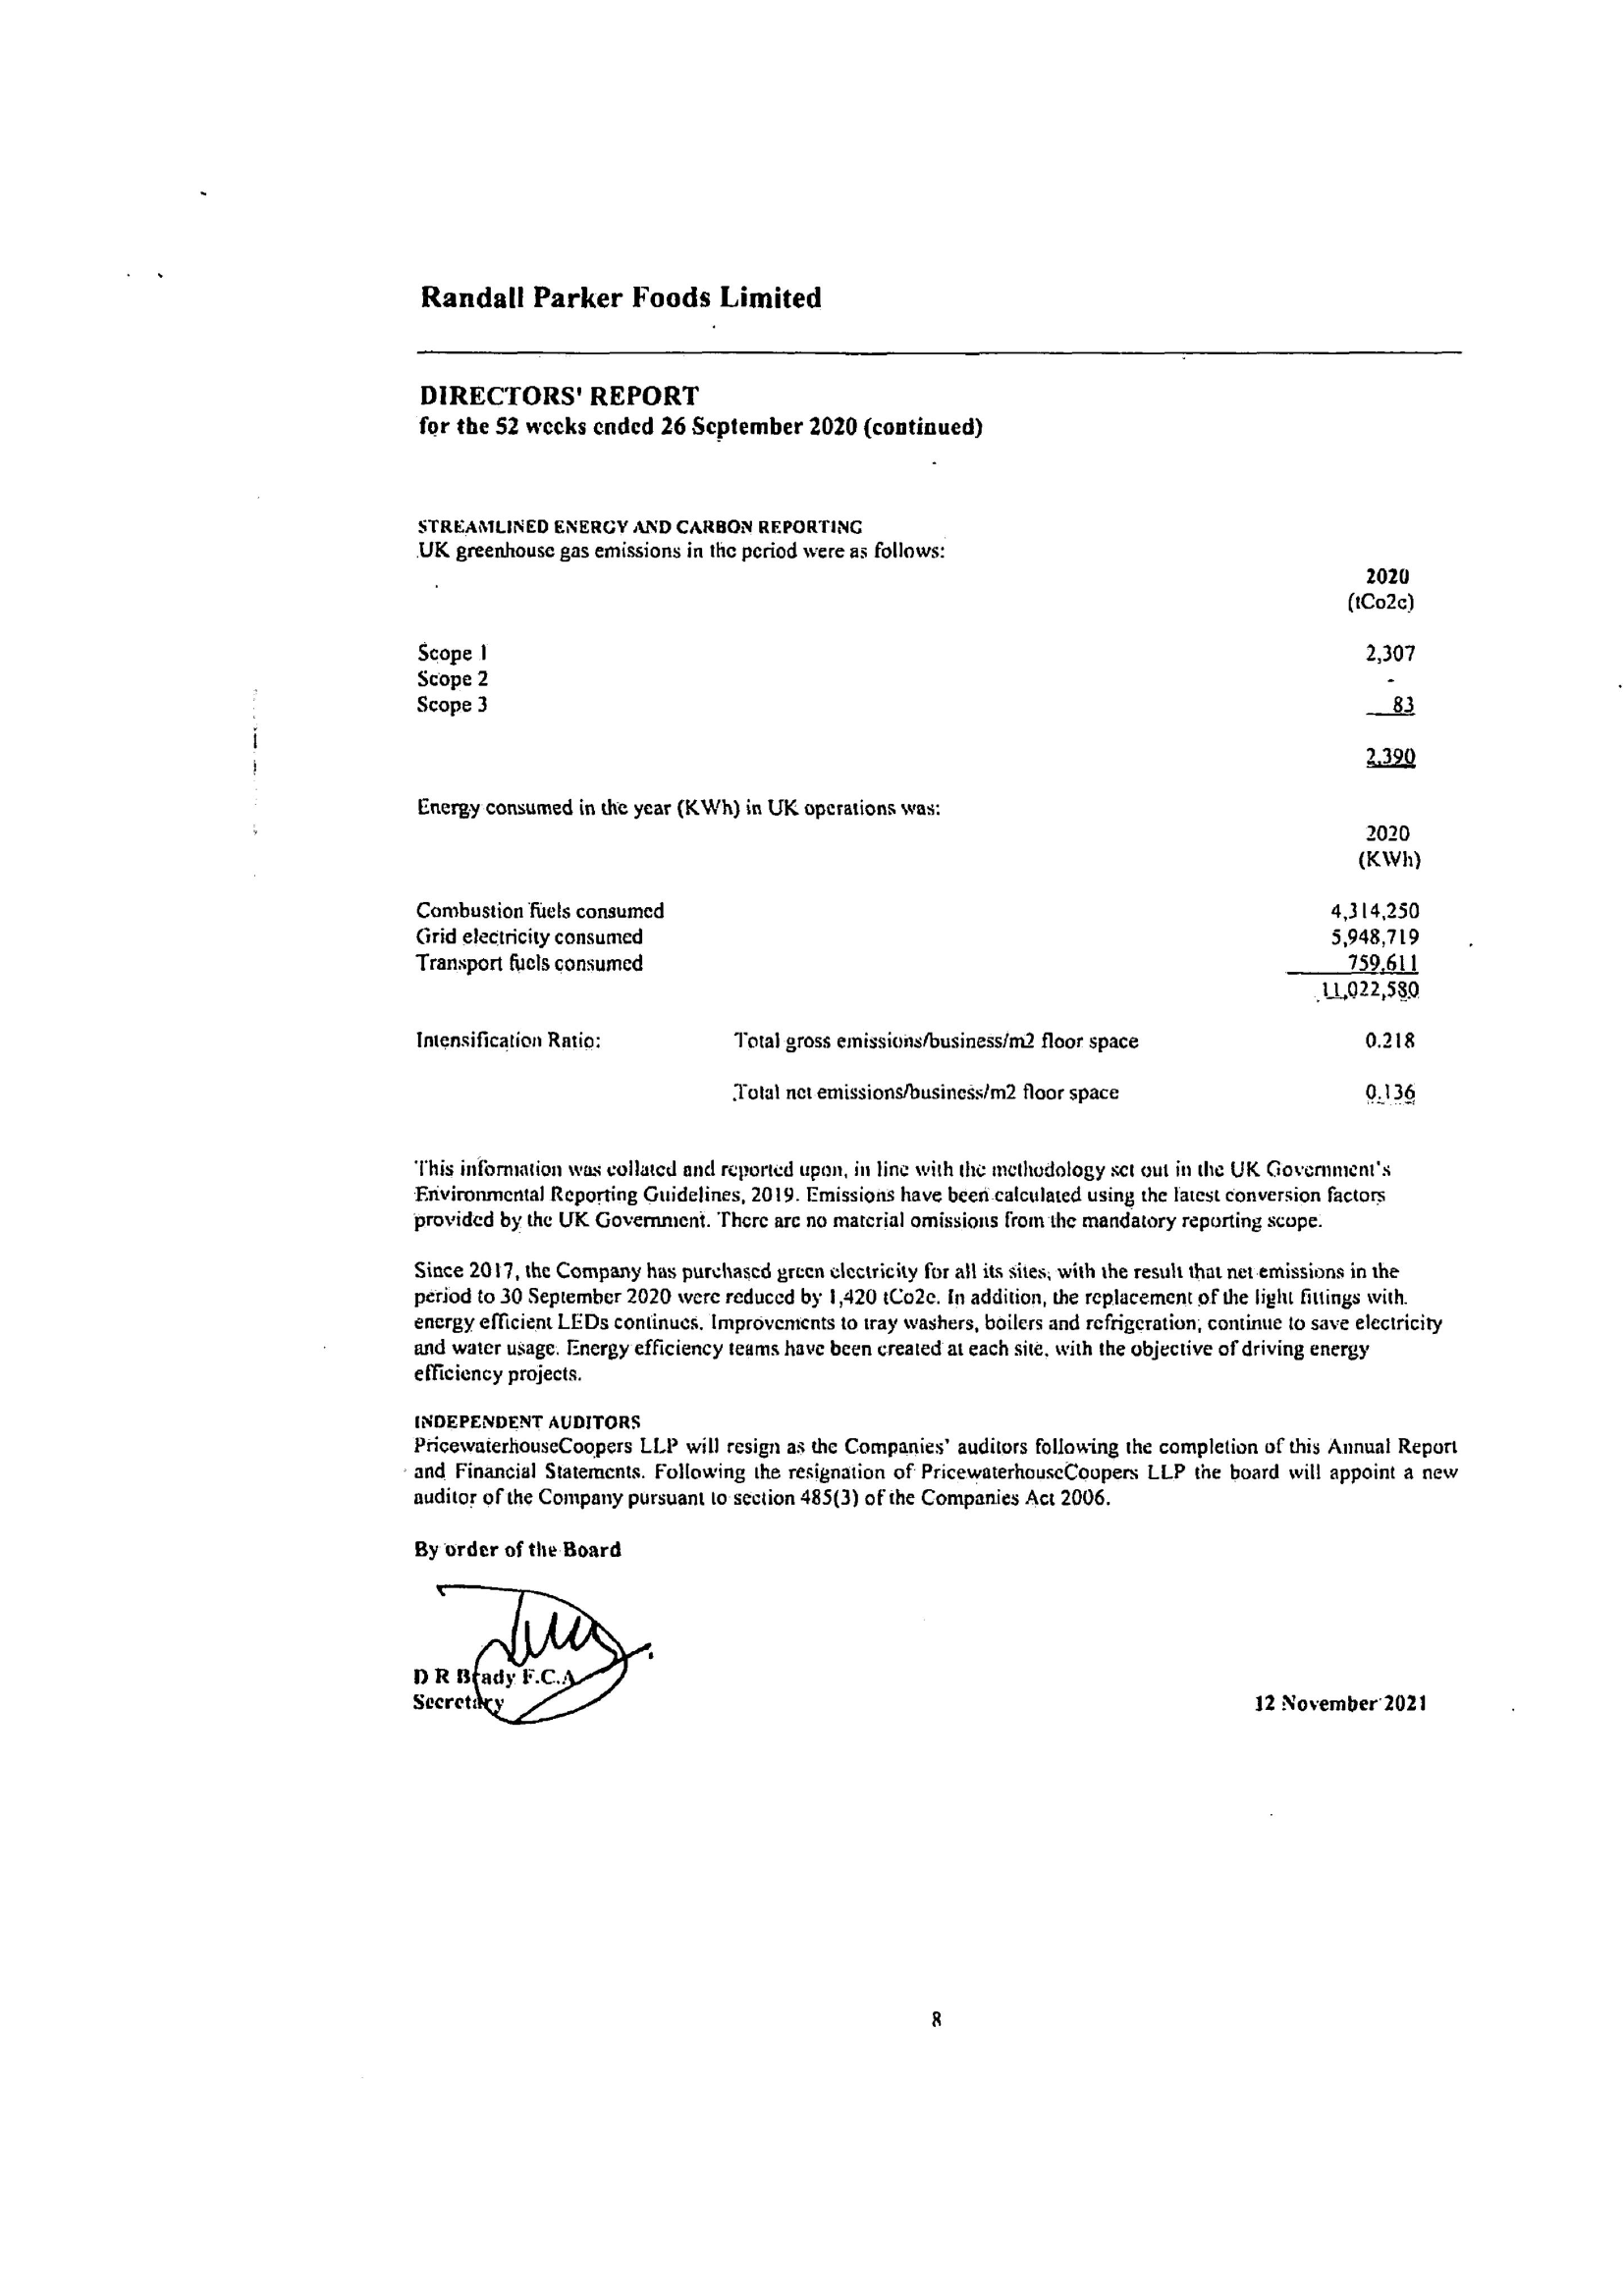 Randall Parker Foods Limited
DIRECTORS' REPORT
for the 52 weeks ended 26 September 2020 (continued)
STREAMLINED ENERGY AND CARBON REPORTING
UK greenhouse gas emissions in the period were as follows:
2020
(tCo2e)
Scope 1 2,307
Scope 2 -
Scope 3 83
2,390
Energy consumed in the year (KWh) in UK operations was:
2020
(KWh)
Combustion fuels consumed 4,314,250
Grid electricity consumed 5,948,719
Transport fuels consumed 759,611
11,022,580
Intensification Ratio: Total gross emissions/business/m2 floor space 0.218
Total net emissions/business/m2 floor space 0.136
This information was collated and reported upon, in line with the methodology set out in the UK Government's
Environmental Reporting Guidelines, 2019. Emissions have been calculated using the latest conversion factors
provided by the UK Government. There are no material omissions from the mandatory reporting scope.
Since 2017, the Company has purchased green electricity for all its sites, with the result that net emissions in the
period to 30 September 2020 were reduced by 1,420 tCo2e. In addition, the replacement of the light fittings with
energy efficient LEDs continues. Improvements to tray washers, boilers and refrigeration, continue to save electricity
and water usage. Energy efficiency teams have been created at each site, with the objective of driving energy
efficiency projects.
INDEPENDENT AUDITORS
PricewaterhouseCoopers LLP will resign as the Companies' auditors following the completion of this Annual Report
and Financial Statements. Following the resignation of PricewaterhouseCoopers LLP the board will appoint a new
auditor of the Company pursuant to section 485(3) of the Companies Act 2006.
By order of the Board
D R Brady F.C.A
Secretary 12 November 2021
8